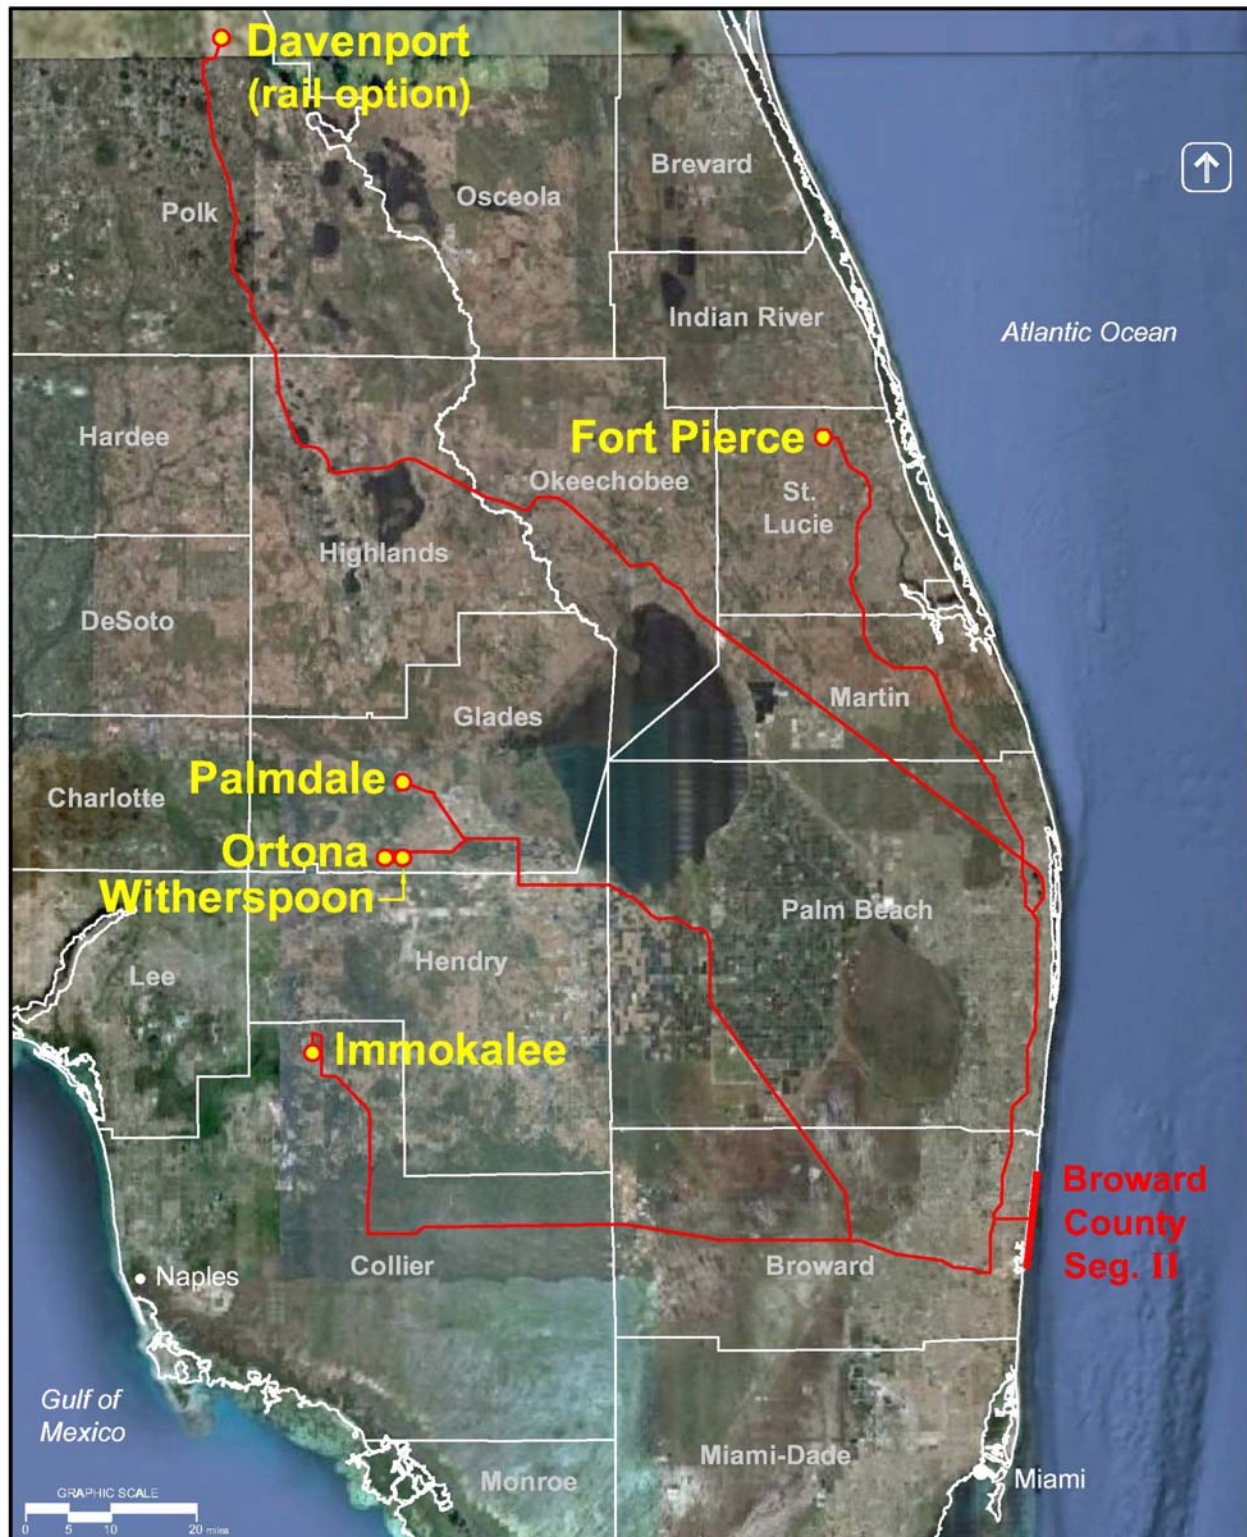 Davenport
(rail option)
Brevard
Osceola
Polk
Indian River
Atlantic Ocean
Hardee
Fort Pierce
Okeechobee
St.
Lucie
Highlands
DeSoto
Martin
Glades
Palmdale
Charlotte
Ortona
Witherspoon
Palm Beach
Hendry
Lee
Immokalee
Broward
County
Seg. II
Collier
Broward
Naples
Gulf of
Mexico
Miami-Dade
Monroe
Miami
GRAPHIC SCALE
0 5 10 20 miles